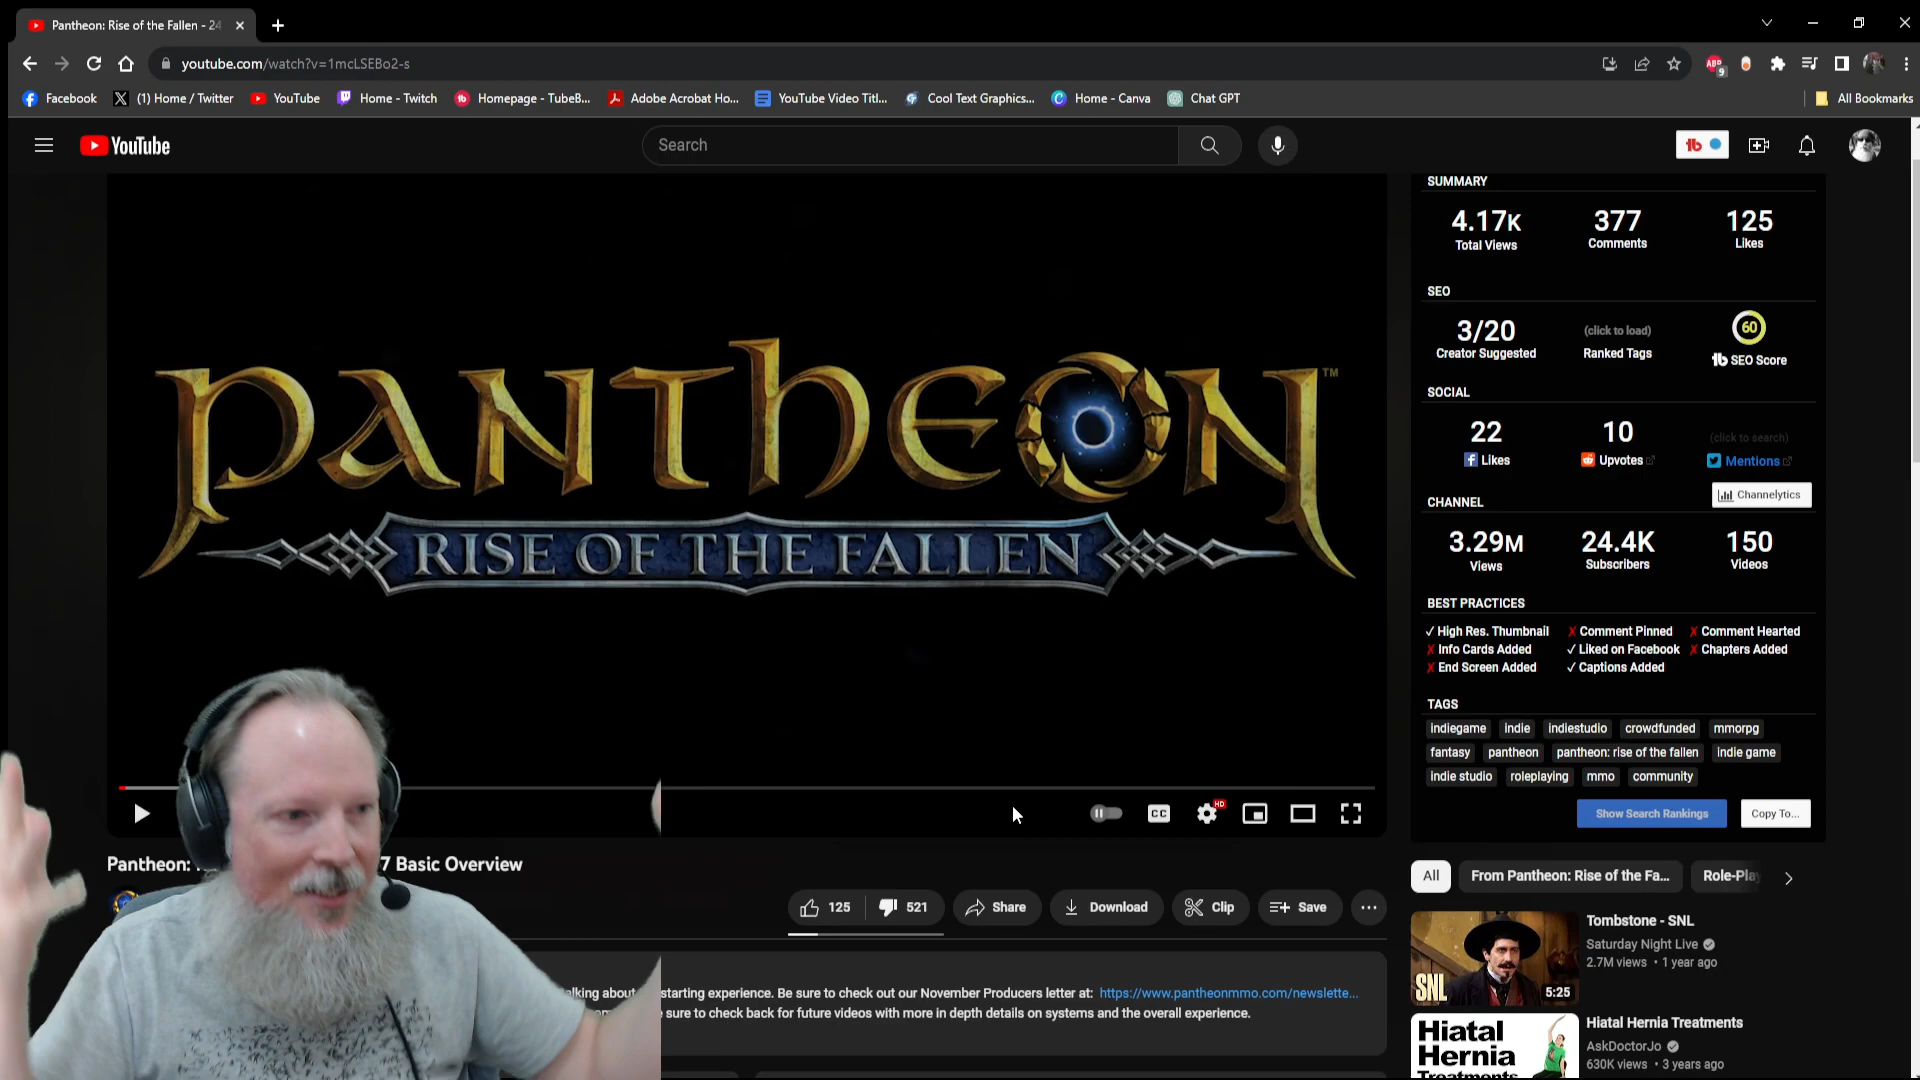 Pantheon: Rise of the Fallen - 24
youtube.com/watch?v=1mcLSEBo2-s
ABP 9
Facebook (1) Home / Twitter YouTube Home - Twitch Homepage - TubeB... Adobe Acrobat Ho... YouTube Video Titl... Cool Text Graphics... Home - Canva Chat GPT All Bookmarks
YouTube
Search
tb
PANTHEON TM
RISE OF THE FALLEN
CC HD
Pantheon: 7 Basic Overview
125 521 Share Download Clip Save ...
starting experience. Be sure to check out our November Producers letter at: https://www.pantheonmmo.com/newslette...
sure to check back for future videos with more in depth details on systems and the overall experience.
SUMMARY
4.17K 377 125
Total Views Comments Likes
SEO
3/20 (click to load) 60
Creator Suggested Ranked Tags tb SEO Score
SOCIAL
22 10 (click to search)
Likes Upvotes Mentions
Channelytics
CHANNEL
3.29M 24.4K 150
Views Subscribers Videos
BEST PRACTICES
✓ High Res. Thumbnail ✗ Comment Pinned ✗ Comment Hearted
✗ Info Cards Added ✓ Liked on Facebook ✗ Chapters Added
✗ End Screen Added ✓ Captions Added
TAGS
indiegame indie indiestudio crowdfunded mmorpg
fantasy pantheon pantheon: rise of the fallen indie game
indie studio roleplaying mmo community
Show Search Rankings Copy To...
All From Pantheon: Rise of the Fa... Role-Pla
SNL 5:25
Tombstone - SNL
Saturday Night Live
2.7M views • 1 year ago
Hiatal
Hernia
Treatments
Hiatal Hernia Treatments
AskDoctorJo
630K views • 3 years ago